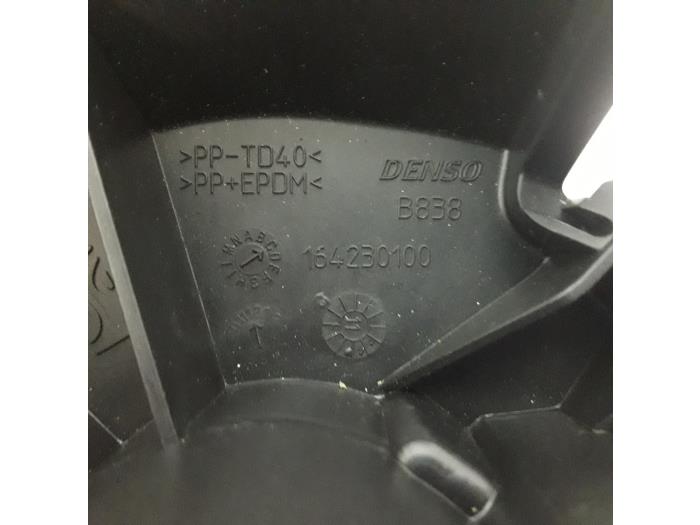 >PP-TD40< DENSO
>PP+EPDM< B838
164230100